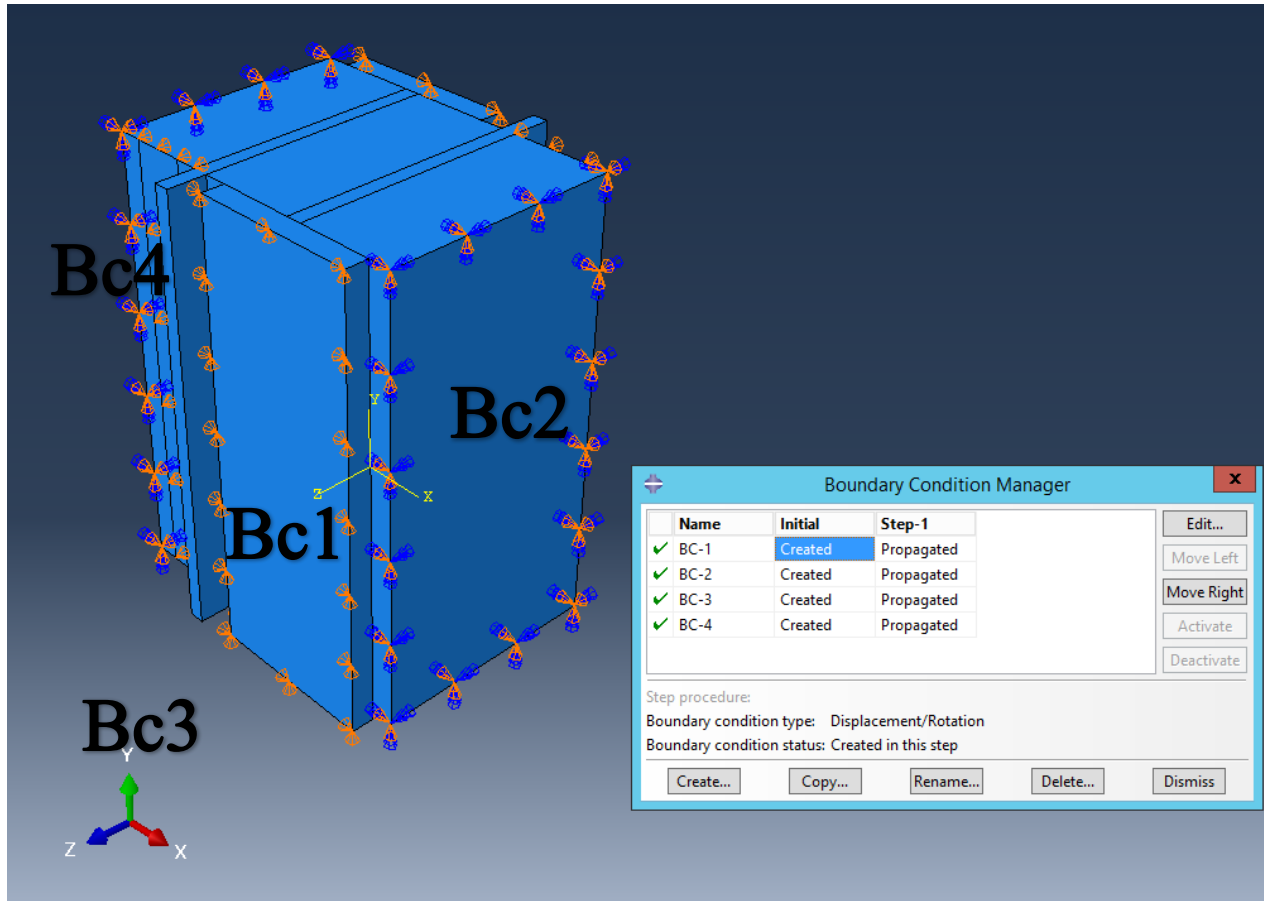 Bc4
Bc2
Y
Z
X
Bc1
Bc3
Y
Z
X
Boundary Condition Manager
x
Name Initial Step-1
BC-1 Created Propagated
BC-2 Created Propagated
BC-3 Created Propagated
BC-4 Created Propagated
Edit...
Move Left
Move Right
Activate
Deactivate
Step procedure:
Boundary condition type: Displacement/Rotation
Boundary condition status: Created in this step
Create... Copy... Rename... Delete... Dismiss